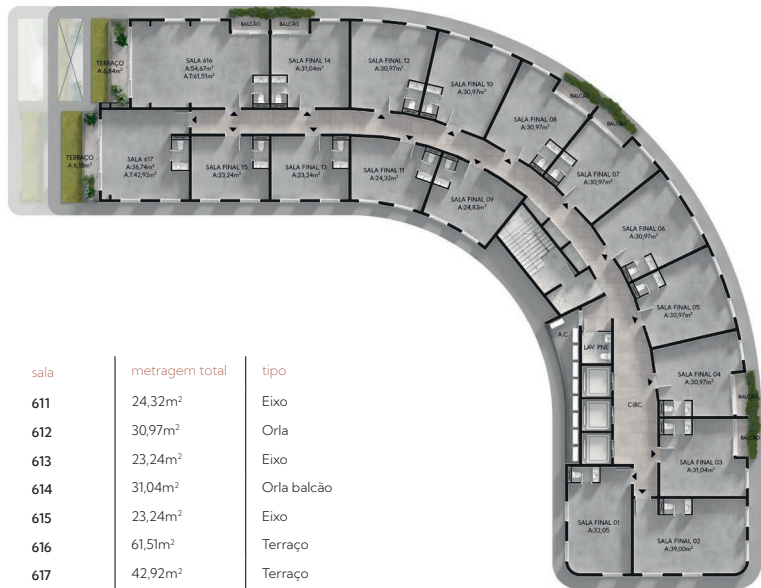 BALCÃO
BALCÃO
TERRAÇO
A:6,84m²
SALA 616
A:54,67m²
A.T:61,51m²
SALA FINAL 14
A:31,04m²
SALA FINAL 12
A:30,97m²
SALA FINAL 10
A:30,97m²
SALA FINAL 08
A:30,97m²
BALCÃO
BALCÃO
SALA FINAL 07
A:30,97m²
TERRAÇO
A:6,18m²
SALA 617
A:36,74m²
A.T:42,92m²
SALA FINAL 15
A:23,24m²
SALA FINAL 13
A:23,24m²
SALA FINAL 11
A:24,32m²
SALA FINAL 09
A:24,83m²
SALA FINAL 06
A:30,97m²
SALA FINAL 05
A:30,97m²
A.C
LAV. PNE
SALA FINAL 04
A:30,97m²
CIRC.
BALCÃO
BALCÃO
SALA FINAL 03
A:31,04m²
SALA FINAL 01
A:32,05
SALA FINAL 02
A:39,00m²
sala metragem total tipo
611 24,32m² Eixo
612 30,97m² Orla
613 23,24m² Eixo
614 31,04m² Orla balcão
615 23,24m² Eixo
616 61,51m² Terraço
617 42,92m² Terraço